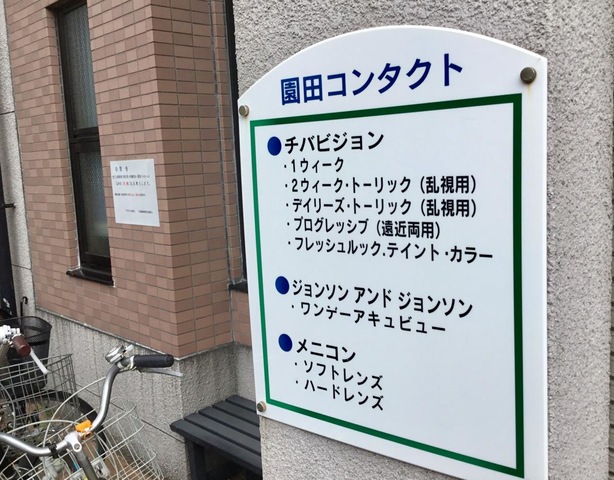 園田コンタクト
●チバビジョン
・1ウィーク
・2ウィーク・トーリック（乱視用）
・デイリーズ・トーリック（乱視用）
・プログレッシブ（遠近両用）
・フレッシュルック.テイント・カラー
●ジョンソン アンド ジョンソン
・ワンデーアキュビュー
●メニコン
・ソフトレンズ
・ハードレンズ